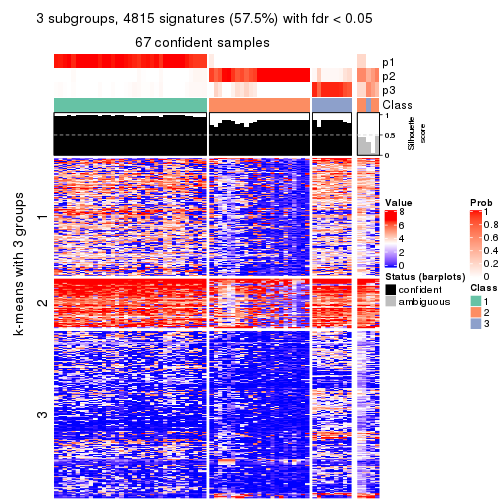 3 subgroups, 4815 signatures (57.5%) with fdr < 0.05
67 confident samples
p1
p2
p3
Class
1
0.5
0
Silhouette
score
k-means with 3 groups
1
2
3
Value
8
6
4
2
0
Status (barplots)
confident
ambiguous
Prob
1
0.8
0.6
0.4
0.2
0
Class
1
2
3